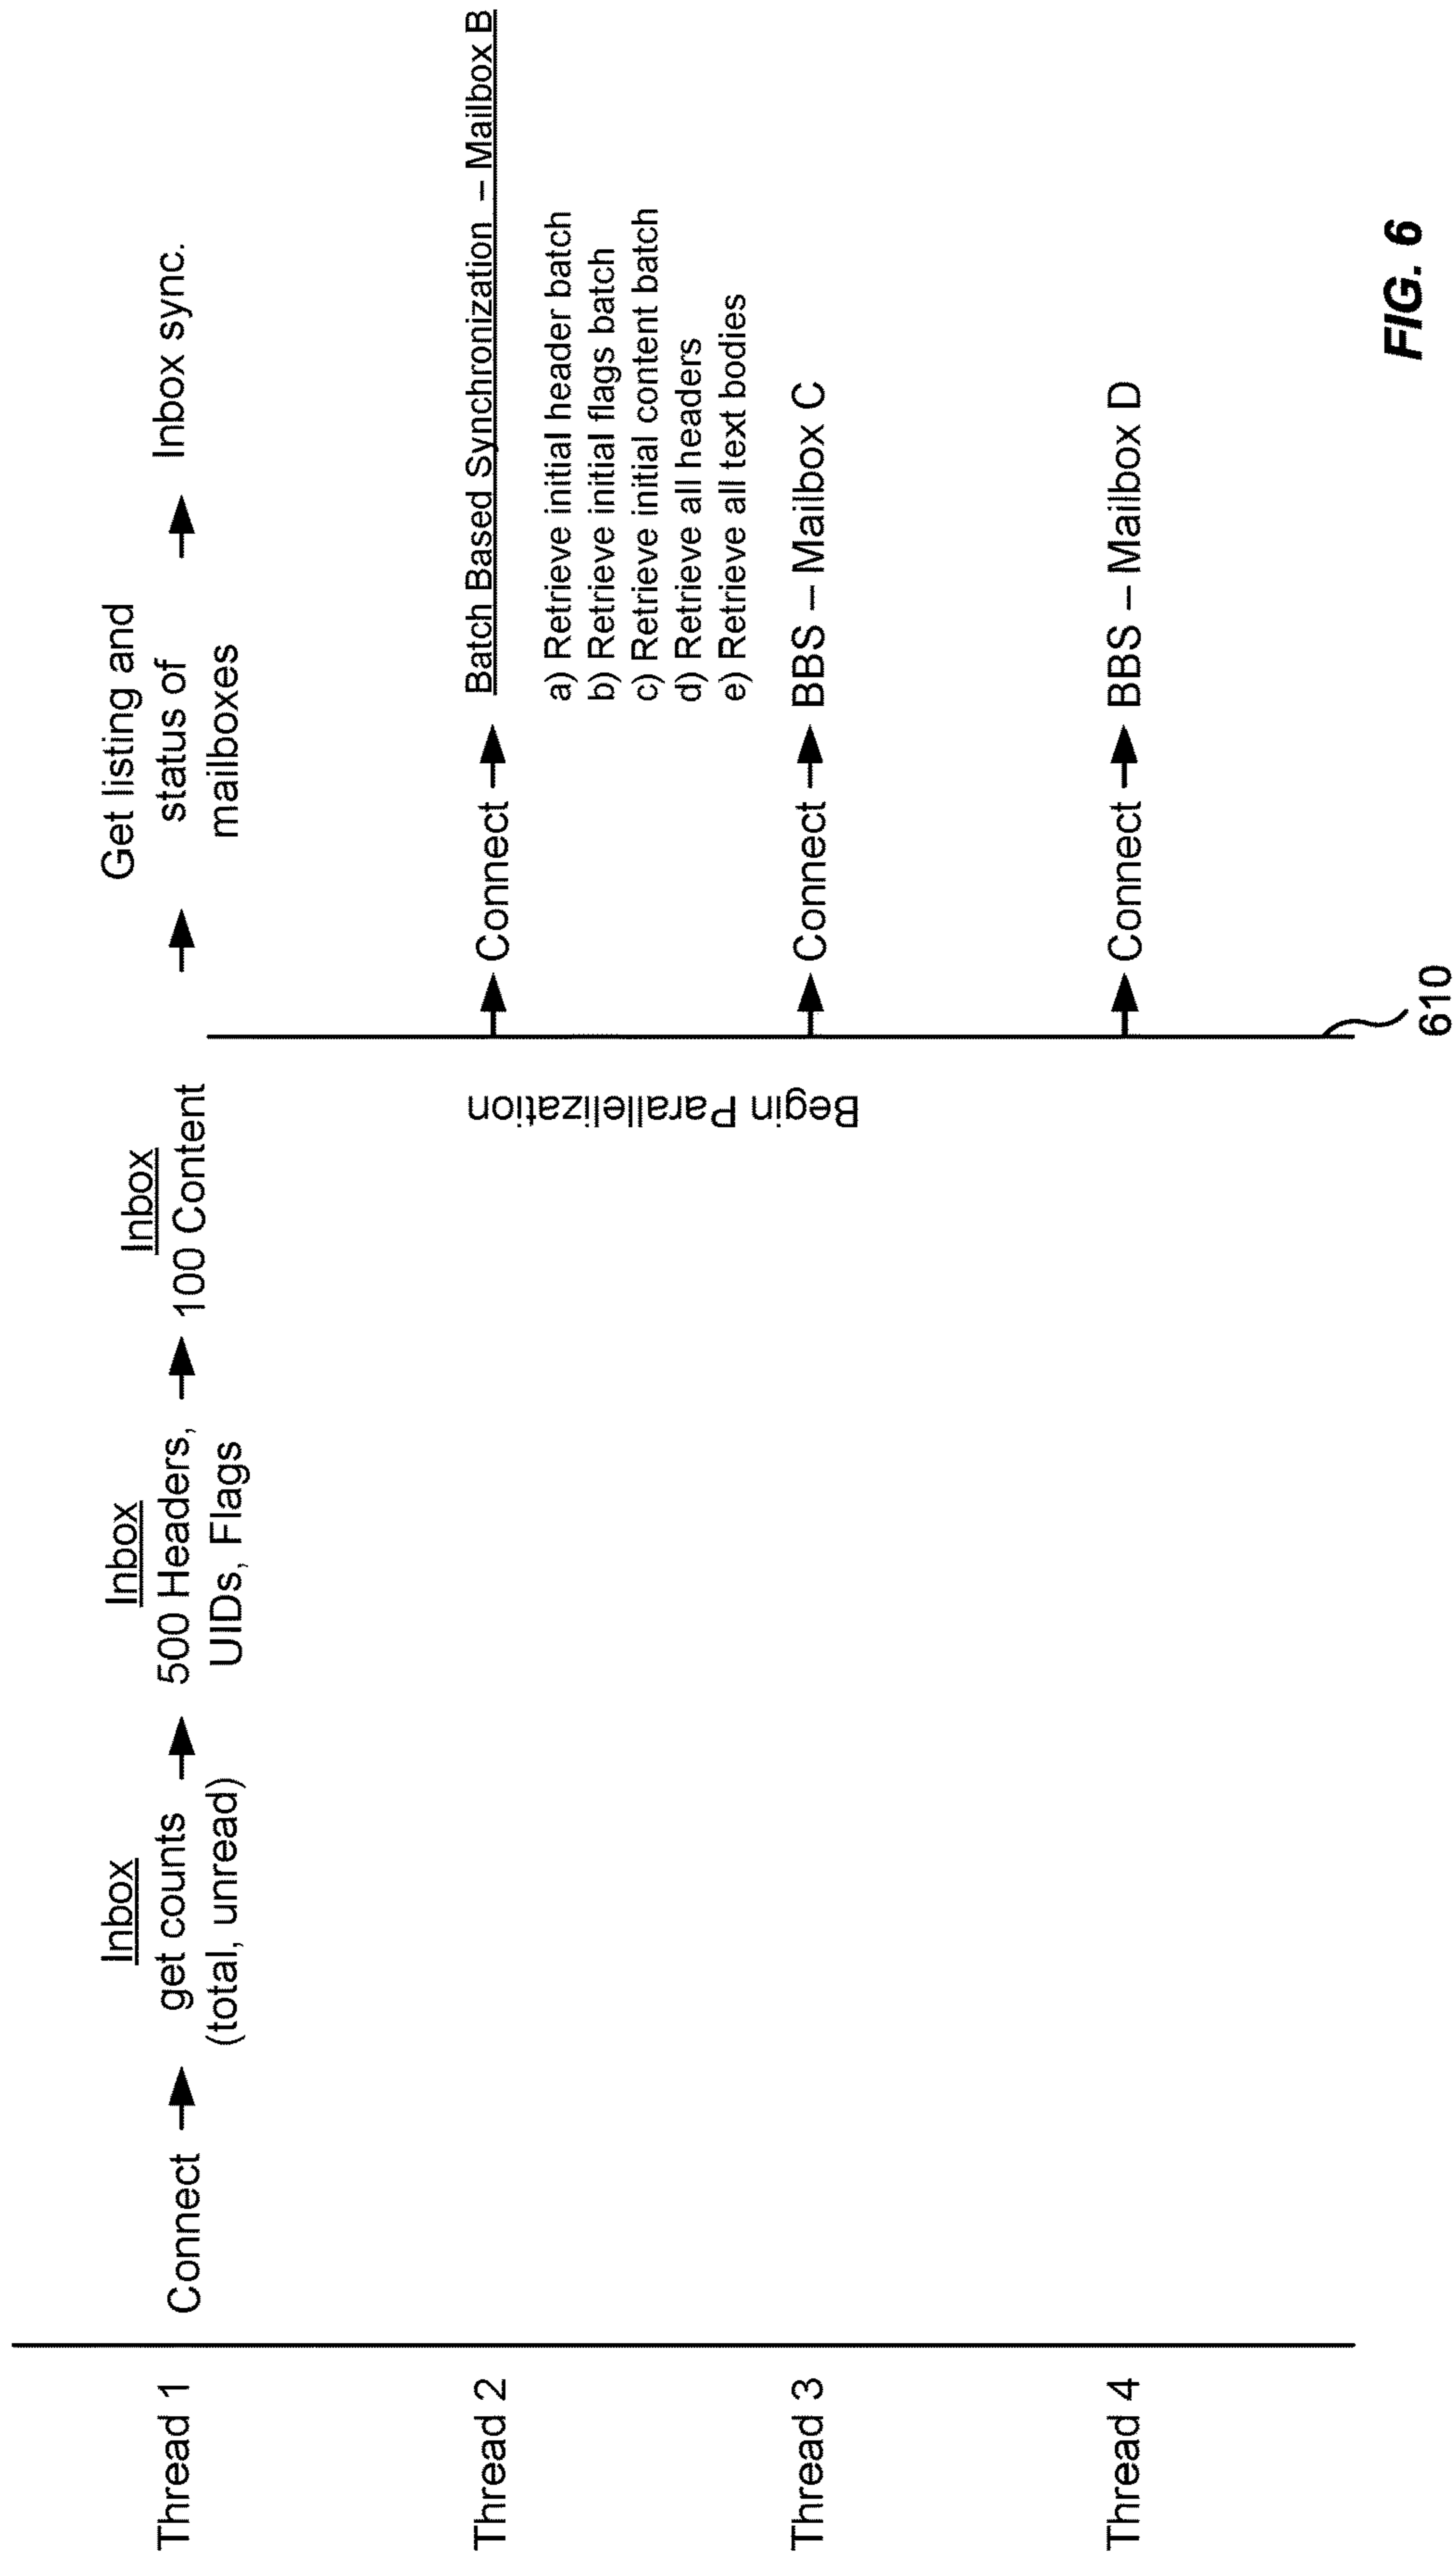 Thread 1
Connect
Inbox
get counts
(total, unread)
Inbox
500 Headers,
UIDs, Flags
Inbox
100 Content
Get listing and
status of
mailboxes
Inbox sync.
Begin Parallelization
Thread 2
Connect
Batch Based Synchronization – Mailbox B
a) Retrieve initial header batch
b) Retrieve initial flags batch
c) Retrieve initial content batch
d) Retrieve all headers
e) Retrieve all text bodies
Thread 3
Connect
BBS – Mailbox C
Thread 4
Connect
BBS – Mailbox D
610
FIG. 6